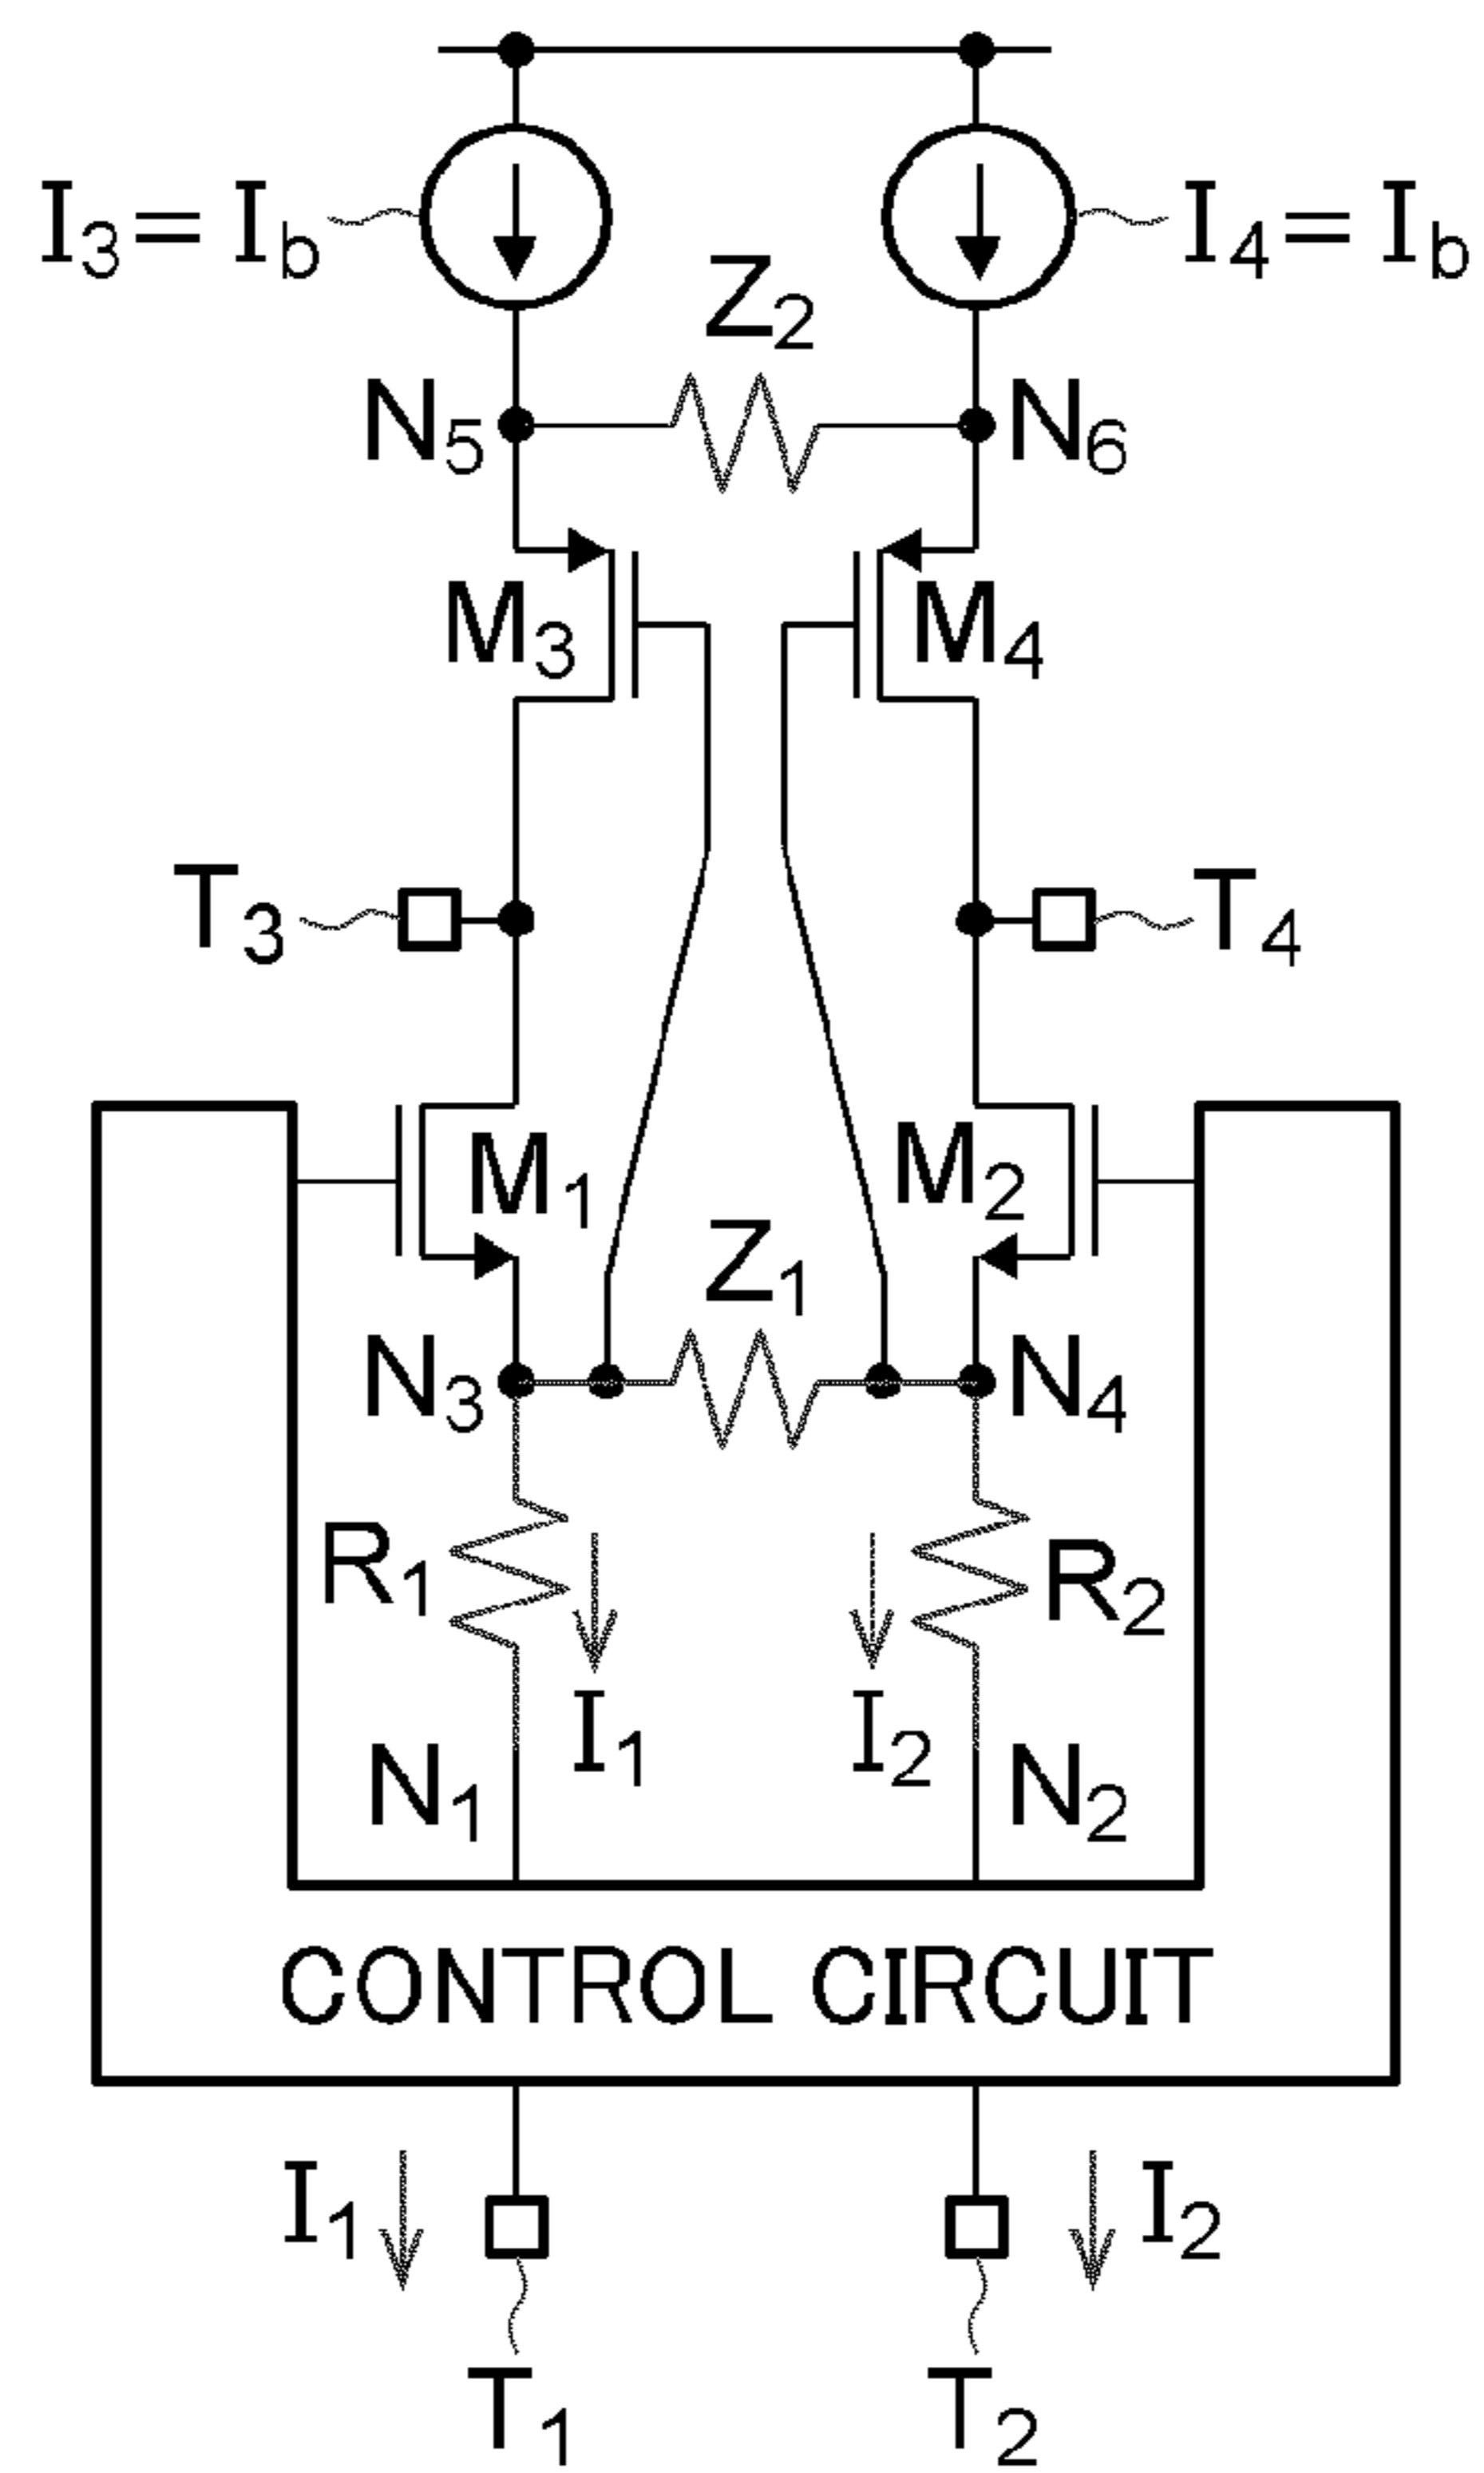 I3=Ib
I4=Ib
Z2
N5
N6
M3
M4
T3
T4
M1
M2
Z1
N3
N4
R1
R2
I1
I2
N1
N2
CONTROL CIRCUIT
I1
I2
T1
T2